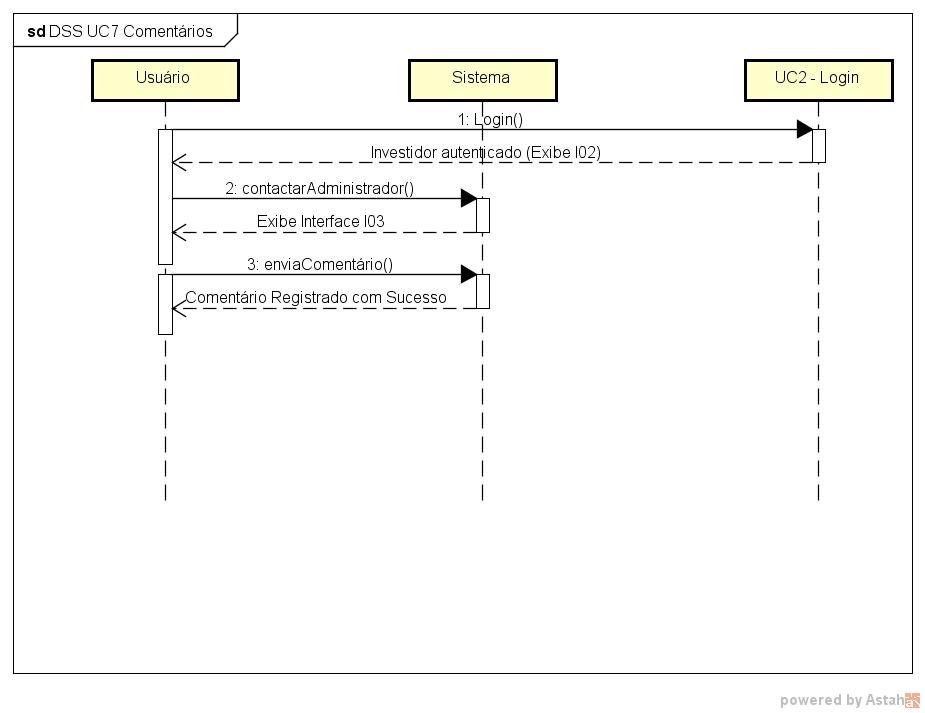 sd DSS UC7 Comentários
Usuário
Sistema
UC2 - Login
1: Login()
Investidor autenticado (Exibe I02)
2: contactarAdministrador()
Exibe Interface I03
3: enviaComentário()
Comentário Registrado com Sucesso
powered by Astah